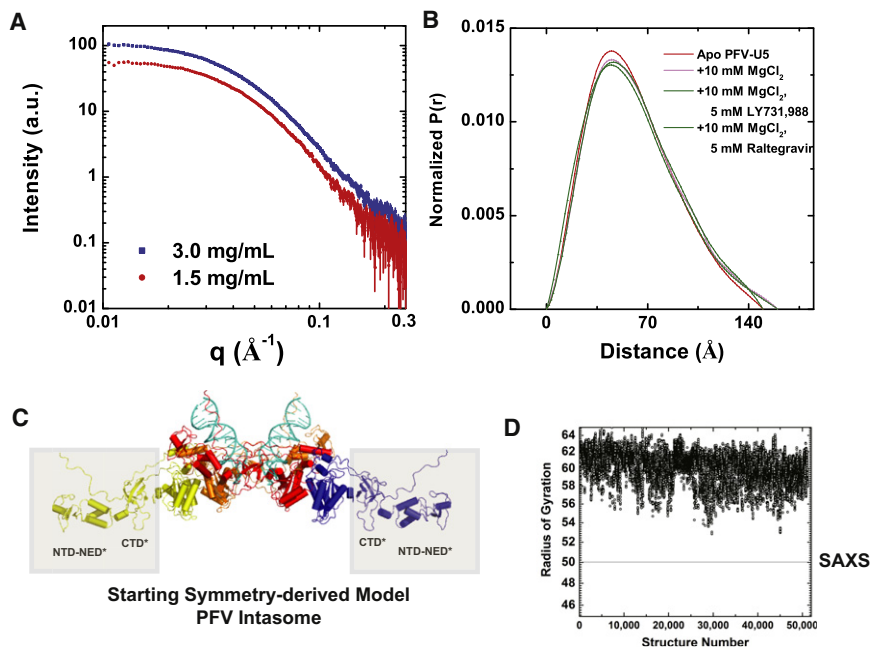 A
Intensity (a.u.)
100
10
1
0.1
0.01
0.01
0.1
0.3
q (Å⁻¹)
3.0 mg/mL
1.5 mg/mL
B
Normalized P(r)
0.015
0.010
0.005
0.000
0
70
140
Distance (Å)
Apo PFV-U5
+10 mM MgCl₂
+10 mM MgCl₂,
5 mM LY731,988
+10 mM MgCl₂,
5 mM Raltegravir
C
NTD-NED*
CTD*
CTD*
NTD-NED*
Starting Symmetry-derived Model
PFV Intasome
D
Radius of Gyration
64
62
60
58
56
54
52
50
48
46
0
10,000
20,000
30,000
40,000
50,000
Structure Number
SAXS